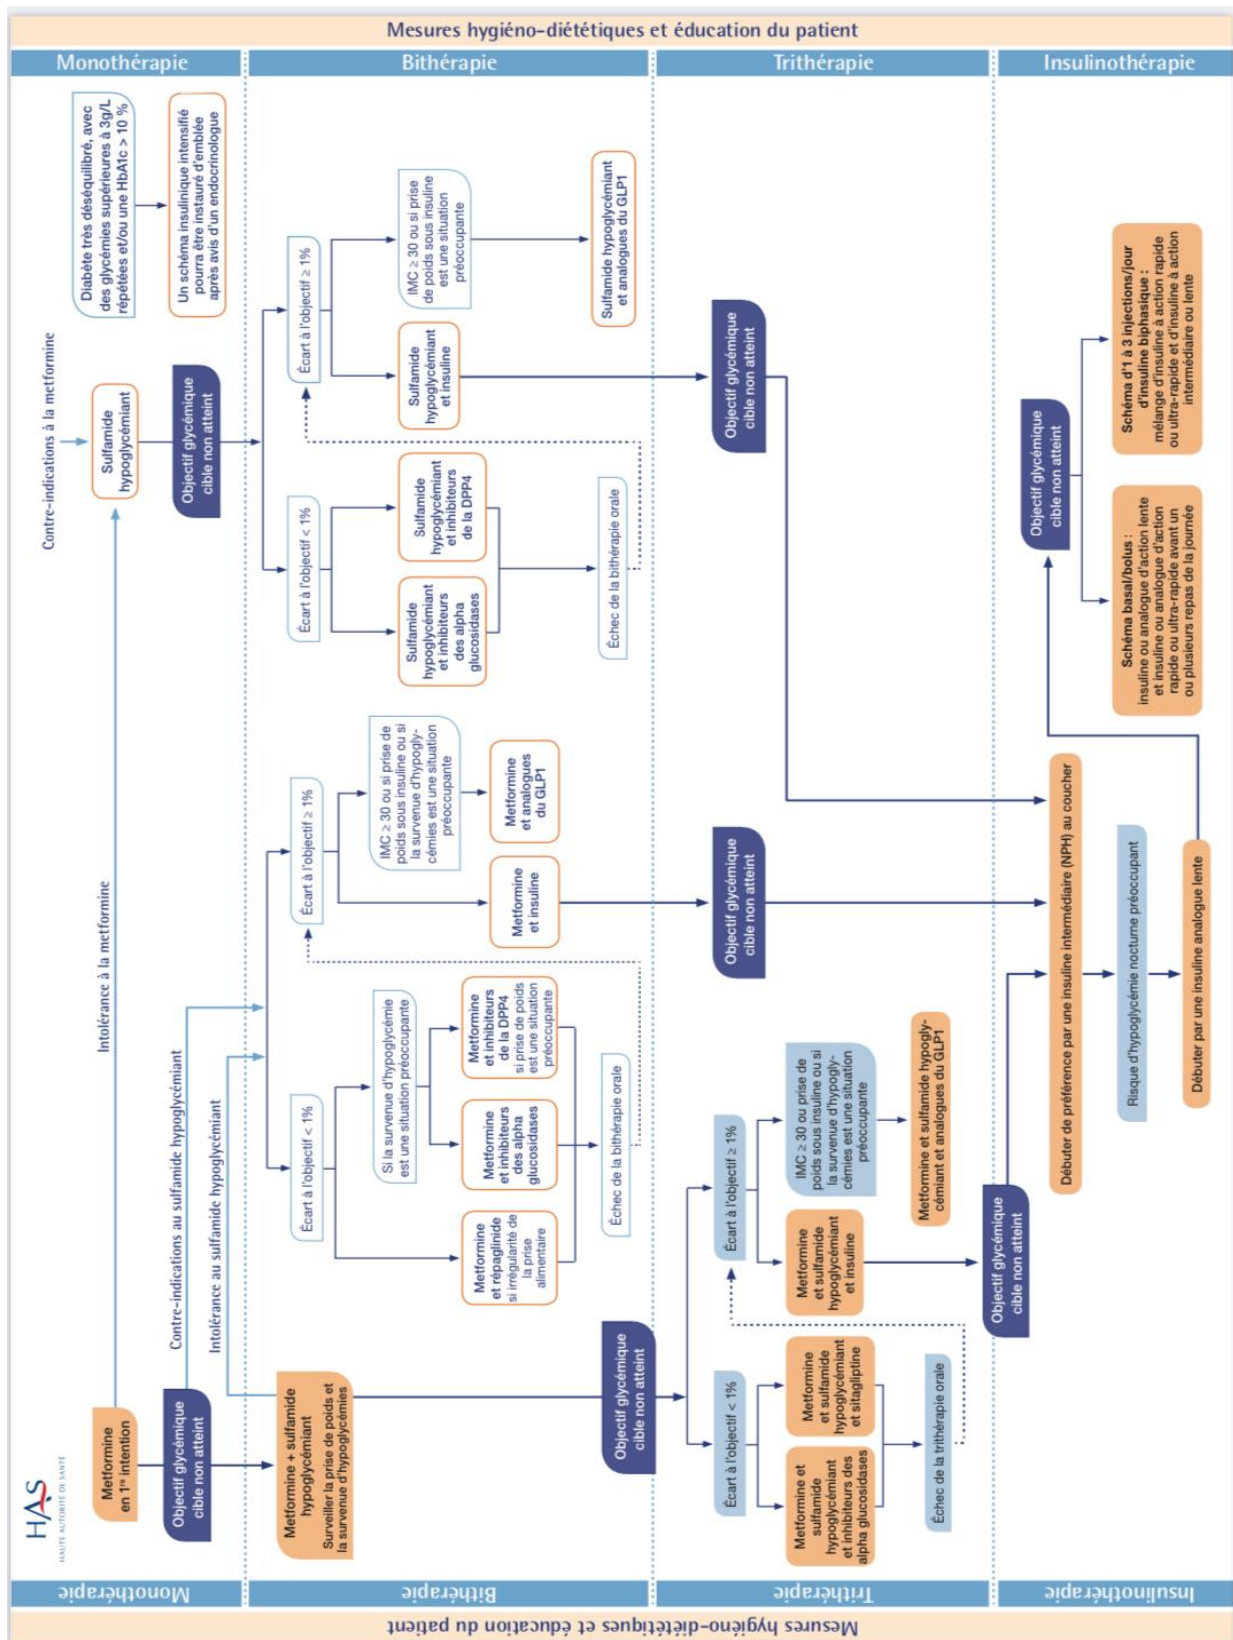 Mesures hygiéno-diététiques et éducation du patient
Monothérapie
Bithérapie
Trithérapie
Insulinothérapie
HAS
HAUTE AUTORITÉ DE SANTÉ
Metformine
en 1re intention
Intolérance à la metformine
Contre-indications à la metformine
Sulfamide
hypoglycémiant
Diabète très déséquilibré, avec
des glycémies supérieures à 3g/L
répétées et/ou une HbA1c > 10 %
Un schéma insulinique intensifié
pourra être instauré d'emblée
après avis d'un endocrinologue
Objectif glycémique
cible non atteint
Contre-indications au sulfamide hypoglycémiant
Intolérance au sulfamide hypoglycémiant
Objectif glycémique
cible non atteint
Metformine + sulfamide
hypoglycémiant
Surveiller la prise de poids et
la survenue d'hypoglycémies
Écart à l'objectif < 1%
Écart à l'objectif ≥ 1%
Écart à l'objectif < 1%
Écart à l'objectif ≥ 1%
Si la survenue d'hypoglycémie
est une situation préoccupante
IMC ≥ 30 ou si prise de
poids sous insuline ou si
la survenue d'hypogly-
cémies est une situation
préoccupante
Sulfamide
hypoglycémiant
et inhibiteurs
des alpha
glucosidases
Sulfamide
hypoglycémiant
et inhibiteurs
de la DPP4
Sulfamide
hypoglycémiant
et insuline
IMC ≥ 30 ou si prise
de poids sous insuline
est une situation
préoccupante
Metformine
et répaglinide
si irrégularité de
la prise
alimentaire
Metformine
et inhibiteurs
des alpha
glucosidases
Metformine
et inhibiteurs
de la DPP4
si prise de poids
est une situation
préoccupante
Metformine
et insuline
Metformine
et analogues
du GLP1
Échec de la bithérapie orale
Échec de la bithérapie orale
Sulfamide hypoglycémiant
et analogues du GLP1
Objectif glycémique
cible non atteint
Écart à l'objectif < 1%
Écart à l'objectif ≥ 1%
Objectif glycémique
cible non atteint
Objectif glycémique
cible non atteint
Metformine et
sulfamide
hypoglycémiant
et inhibiteurs des
alpha glucosidases
Metformine
et sulfamide
hypoglycémiant
et sitagliptine
Metformine
et sulfamide
hypoglycémiant
et insuline
IMC ≥ 30 ou prise de
poids sous insuline ou si
la survenue d'hypogly-
cémies est une situation
préoccupante
Échec de la trithérapie orale
Metformine et sulfamide hypogly-
cémiant et analogues du GLP1
Objectif glycémique
cible non atteint
Débuter de préférence par une insuline intermédiaire (NPH) au coucher
Risque d'hypoglycémie nocturne préoccupant
Débuter par une insuline analogue lente
Objectif glycémique
cible non atteint
Schéma basal/bolus :
insuline ou analogue d'action lente
et insuline ou analogue d'action
rapide ou ultra-rapide avant un
ou plusieurs repas de la journée
Schéma d'1 à 3 injections/jour
d'insuline biphasique :
mélange d'insuline à action rapide
ou ultra-rapide et d'insuline à action
intermédiaire ou lente
Monothérapie
Bithérapie
Trithérapie
Insulinothérapie
Mesures hygiéno-diététiques et éducation du patient